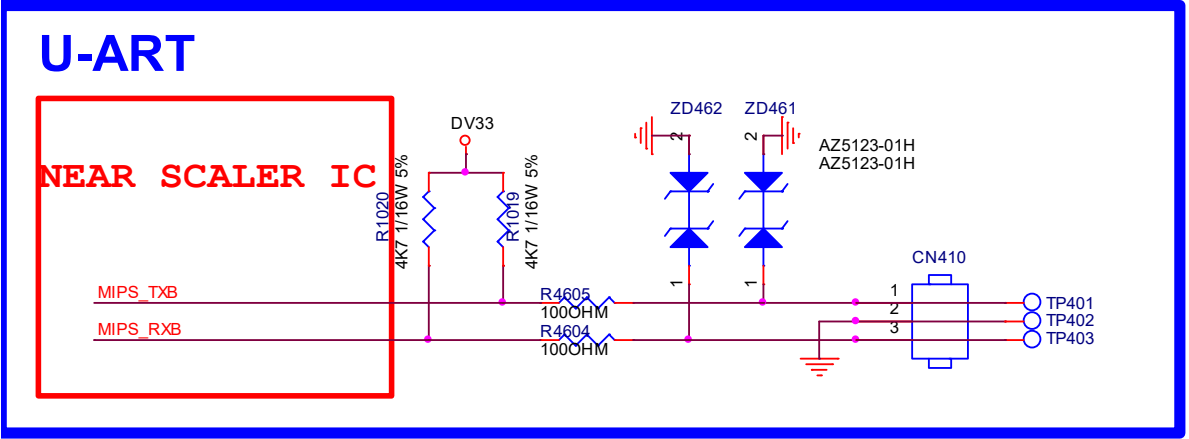 U-ART
ZD462
ZD461
DV33
2
2
AZ5123-01H
AZ5123-01H
NEAR SCALER IC
R1020
4K7 1/16W 5%
R1019
4K7 1/16W 5%
CN410
MIPS_TXB
R4605
100OHM
1
1
1
TP401
2
TP402
MIPS_RXB
R4604
100OHM
3
TP403